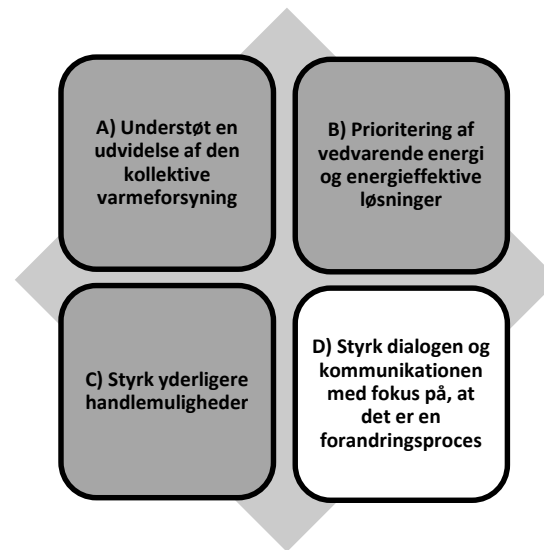 A) Understøt en
udvidelse af den
kollektive
varmeforsyning
B) Prioritering af
vedvarende energi
og energieffektive
løsninger
C) Styrk yderligere
handlemuligheder
D) Styrk dialogen og
kommunikationen
med fokus på, at
det er en
forandringsproces